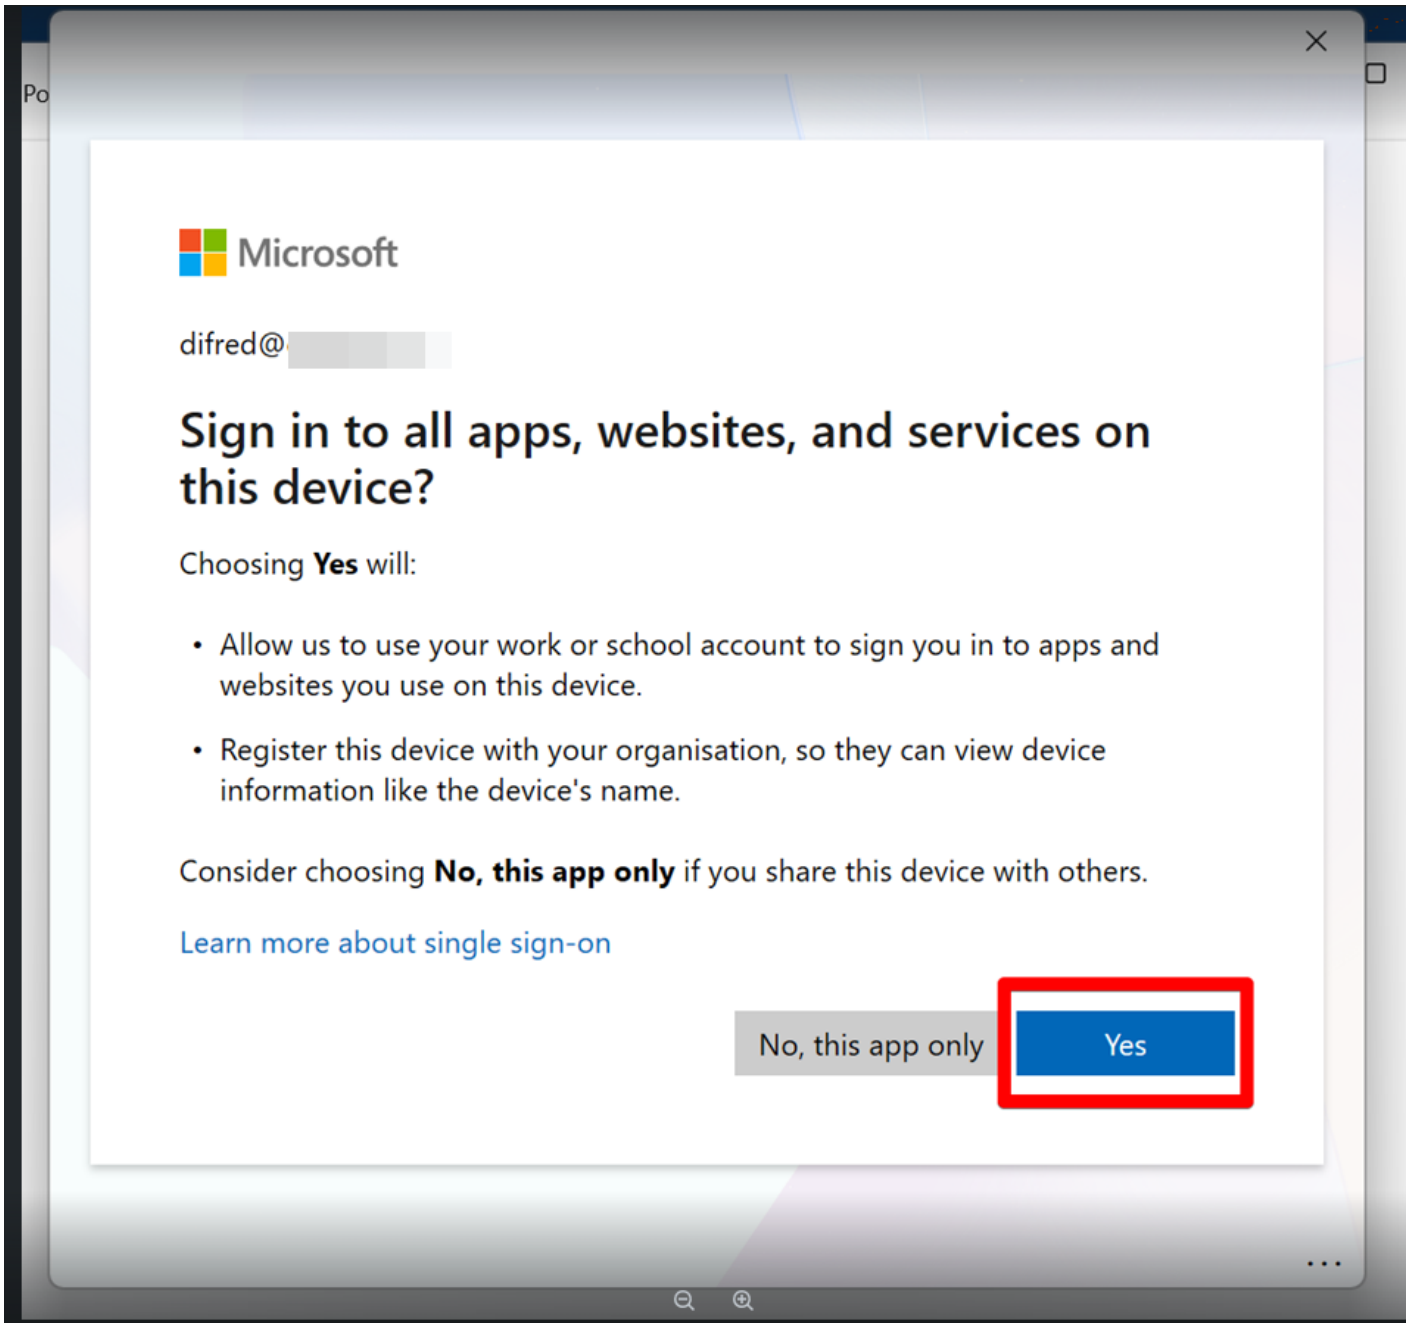 Po
Microsoft
difred@
Sign in to all apps, websites, and services on
this device?
Choosing Yes will:
• Allow us to use your work or school account to sign you in to apps and
websites you use on this device.
• Register this device with your organisation, so they can view device
information like the device's name.
Consider choosing No, this app only if you share this device with others.
Learn more about single sign-on
No, this app only
Yes